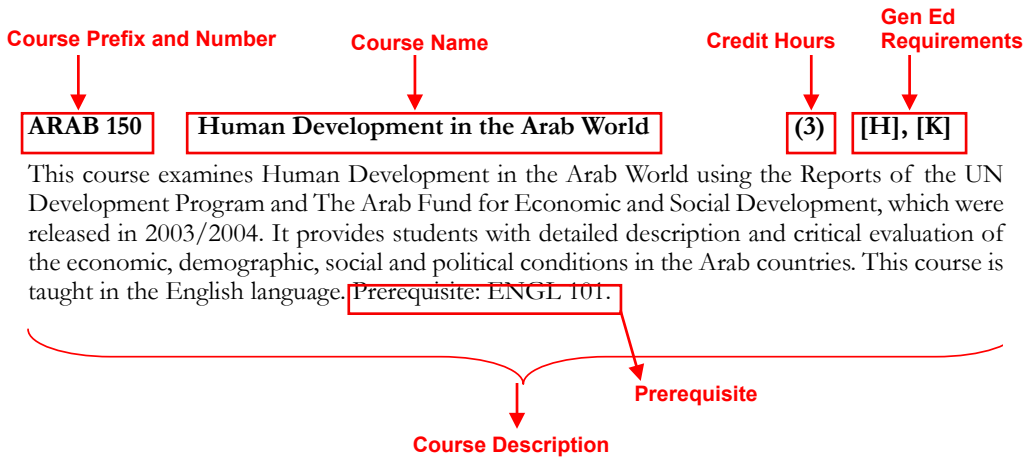 Gen Ed
Course Prefix and Number Course Name Credit Hours Requirements
ARAB 150 Human Development in the Arab World (3) [H], [K]
This course examines Human Development in the Arab World using the Reports of the UN
Development Program and The Arab Fund for Economic and Social Development, which were
released in 2003/2004. It provides students with detailed description and critical evaluation of
the economic, demographic, social and political conditions in the Arab countries. This course is
taught in the English language. Prerequisite: ENGL 101.
Prerequisite
Course Description